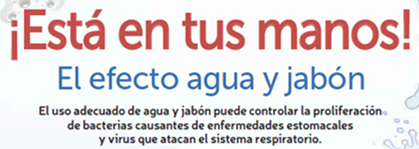 ¡Está en tus manos!
El efecto agua y jabón
El uso adecuado de agua y jabón puede controlar la proliferación
de bacterias causantes de enfermedades estomacales
y virus que atacan el sistema respiratorio.